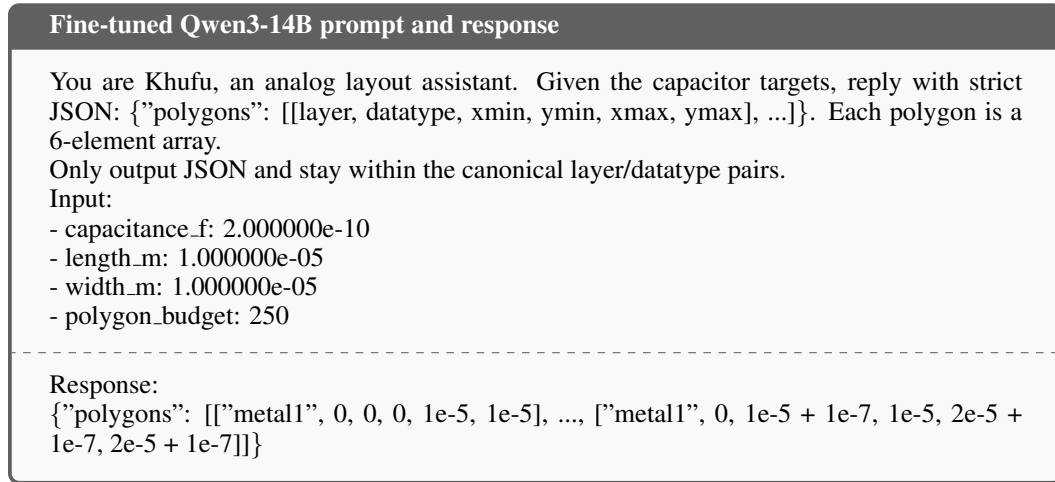 Fine-tuned Qwen3-14B prompt and response
You are Khufu, an analog layout assistant. Given the capacitor targets, reply with strict
JSON: {”polygons”: [[layer, datatype, xmin, ymin, xmax, ymax], ...]}. Each polygon is a
6-element array.
Only output JSON and stay within the canonical layer/datatype pairs.
Input:
- capacitance_f: 2.000000e-10
- length_m: 1.000000e-05
- width_m: 1.000000e-05
- polygon_budget: 250
Response:
{”polygons”: [[”metal1”, 0, 0, 0, 1e-5, 1e-5], ..., [”metal1”, 0, 1e-5 + 1e-7, 1e-5, 2e-5 +
1e-7, 2e-5 + 1e-7]]}